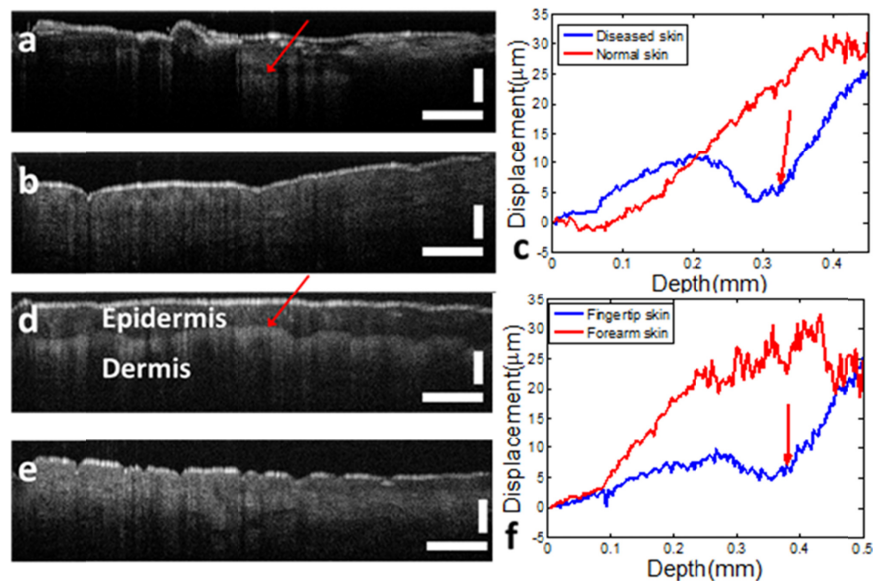 a
b
d
Epidermis
Dermis
e
Diseased skin
Normal skin
Displacement(μm)
35
30
25
20
15
10
5
0
-5
0.1
0.2
0.3
0.4
Depth(mm)
c
Fingertip skin
Forearm skin
Displacement(μm)
35
30
25
20
15
10
5
0
-5
0
0.1
0.2
0.3
0.4
0.5
Depth(mm)
f